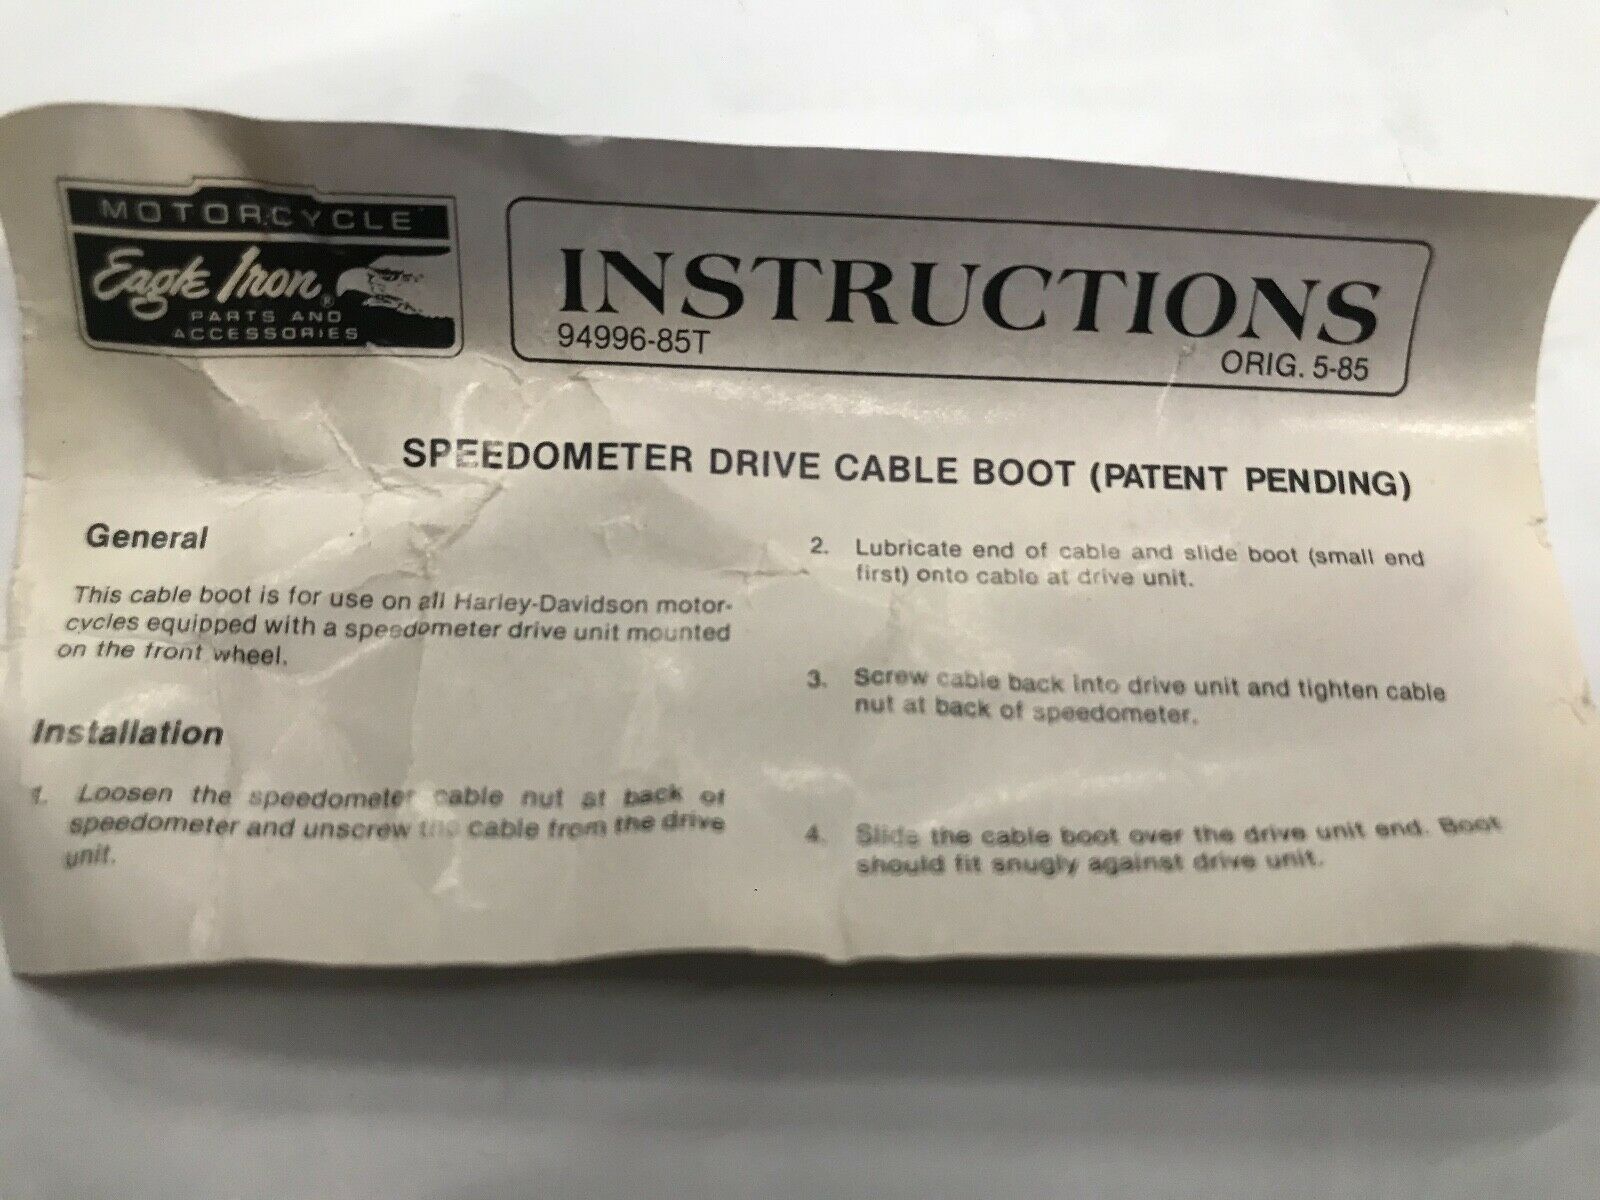 MOTORCYCLE
Eagle Iron®
PARTS AND
ACCESSORIES
INSTRUCTIONS
94996-85T
ORIG. 5-85
SPEEDOMETER DRIVE CABLE BOOT (PATENT PENDING)
General
This cable boot is for use on all Harley-Davidson motor-
cycles equipped with a speedometer drive unit mounted
on the front wheel.
Installation
1. Loosen the speedometer cable nut at back of
speedometer and unscrew the cable from the drive
unit.
2. Lubricate end of cable and slide boot (small end
first) onto cable at drive unit.
3. Screw cable back into drive unit and tighten cable
nut at back of speedometer.
4. Slide the cable boot over the drive unit end. Boot
should fit snugly against drive unit.